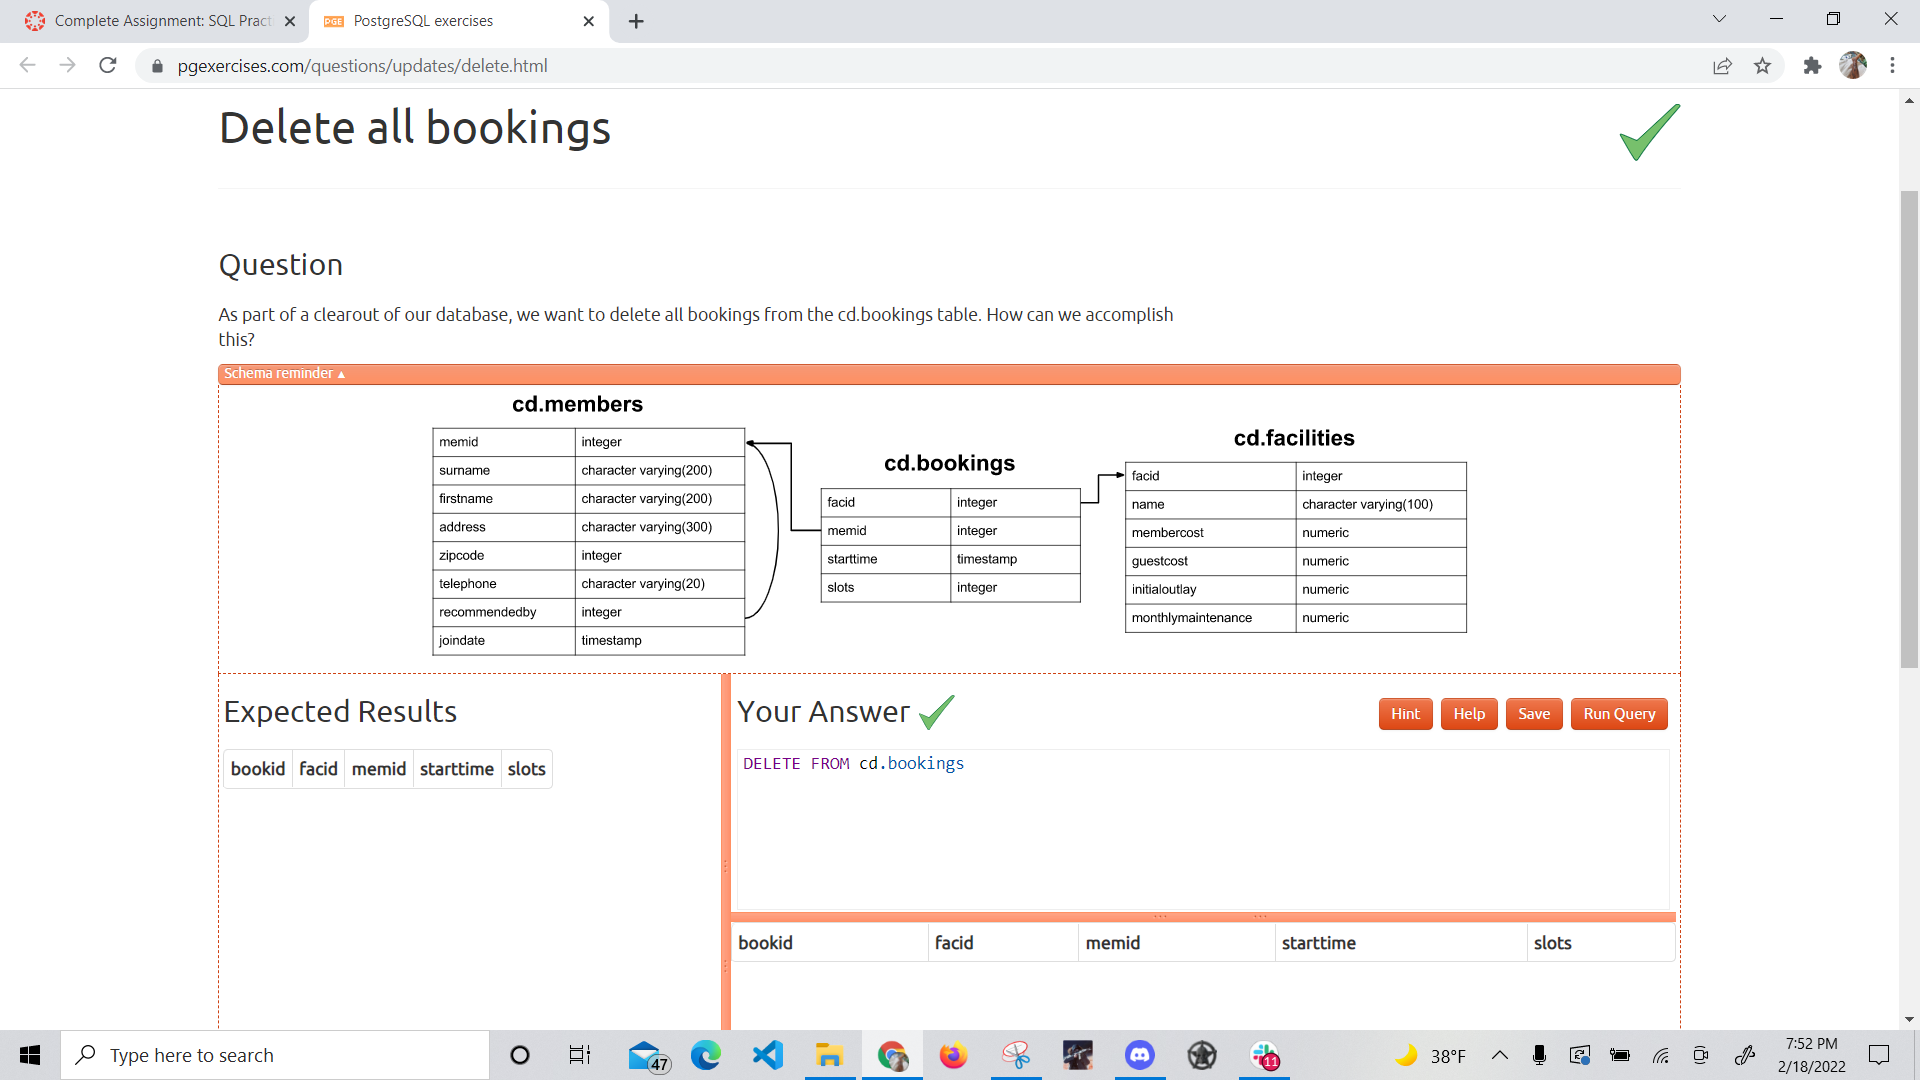 Complete Assignment: SQL Pract
PGE PostgreSQL exercises
pgexercises.com/questions/updates/delete.html
Delete all bookings
Question
As part of a clearout of our database, we want to delete all bookings from the cd.bookings table. How can we accomplish
this?
Schema reminder ▲
cd.members
memid integer
surname character varying(200)
firstname character varying(200)
address character varying(300)
zipcode integer
telephone character varying(20)
recommendedby integer
joindate timestamp
cd.bookings
facid integer
memid integer
starttime timestamp
slots integer
cd.facilities
facid integer
name character varying(100)
membercost numeric
guestcost numeric
initialoutlay numeric
monthlymaintenance numeric
Expected Results
bookid facid memid starttime slots
Your Answer
Hint Help Save Run Query
DELETE FROM cd.bookings
bookid facid memid starttime slots
Type here to search
47
11
38°F
7:52 PM
2/18/2022